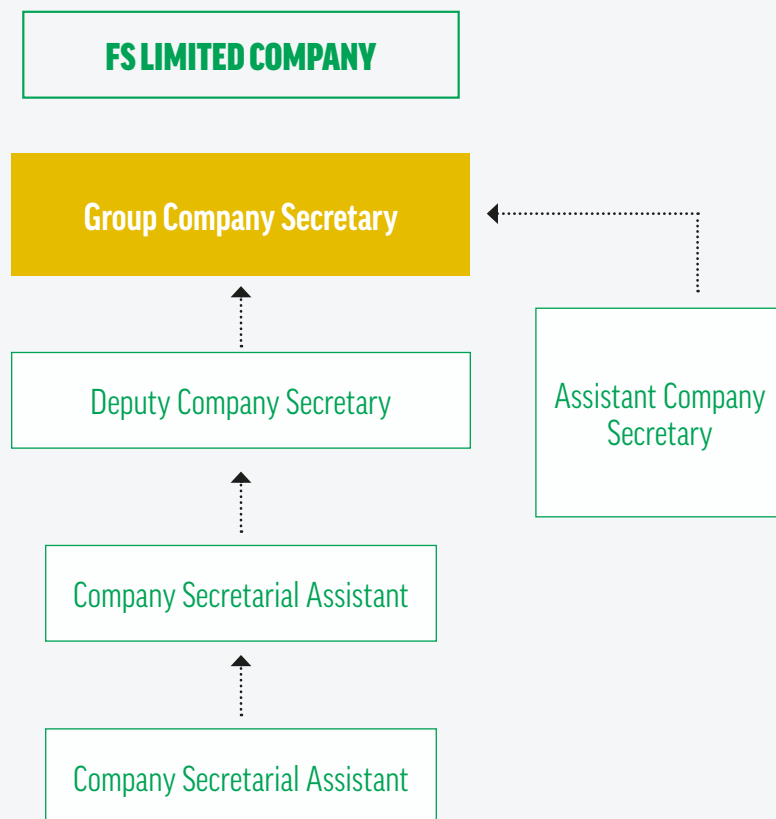 FS LIMITED COMPANY
Group Company Secretary
Deputy Company Secretary
Assistant Company
Secretary
Company Secretarial Assistant
Company Secretarial Assistant